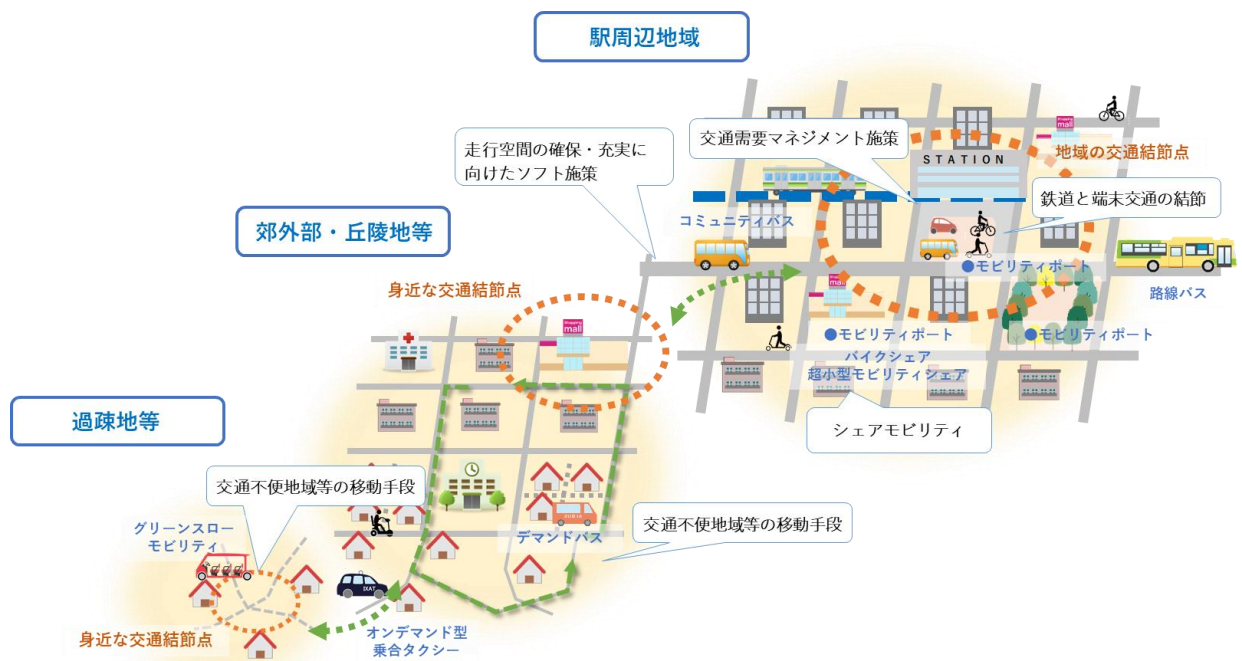 駅周辺地域
交通需要マネジメント施策
Shopping
mall
STATION
地域の交通結節点
走行空間の確保・充実に
向けたソフト施策
鉄道と端末交通の結節
コミュニティバス
郊外部・丘陵地等
●モビリティポート
路線バス
身近な交通結節点
Shopping
mall
Shopping
mall
●モビリティポート
●モビリティポート
バイクシェア
超小型モビリティシェア
過疎地等
シェアモビリティ
交通不便地域等の移動手段
グリーンスロー
モビリティ
デマンドバス
交通不便地域等の移動手段
身近な交通結節点
オンデマンド型
乗合タクシー